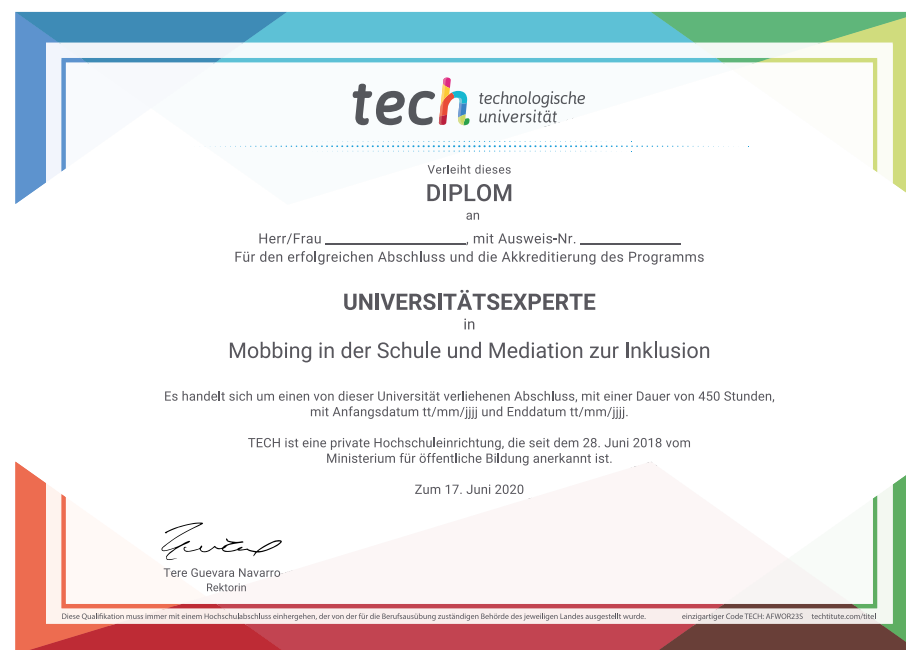 tech technologische
universität
Verleiht dieses
DIPLOM
an
Herr/Frau ____________________, mit Ausweis-Nr. ______________
Für den erfolgreichen Abschluss und die Akkreditierung des Programms
UNIVERSITÄTSEXPERTE
in
Mobbing in der Schule und Mediation zur Inklusion
Es handelt sich um einen von dieser Universität verliehenen Abschluss, mit einer Dauer von 450 Stunden,
mit Anfangsdatum tt/mm/jjjj und Enddatum tt/mm/jjjj.
TECH ist eine private Hochschuleinrichtung, die seit dem 28. Juni 2018 vom
Ministerium für öffentliche Bildung anerkannt ist.
Zum 17. Juni 2020
Tere Guevara Navarro
Rektorin
Diese Qualifikation muss immer mit einem Hochschulabschluss einhergehen, der von der für die Berufsausübung zuständigen Behörde des jeweiligen Landes ausgestellt wurde. einzigartiger Code TECH: AFWOR23S techtitute.com/titel